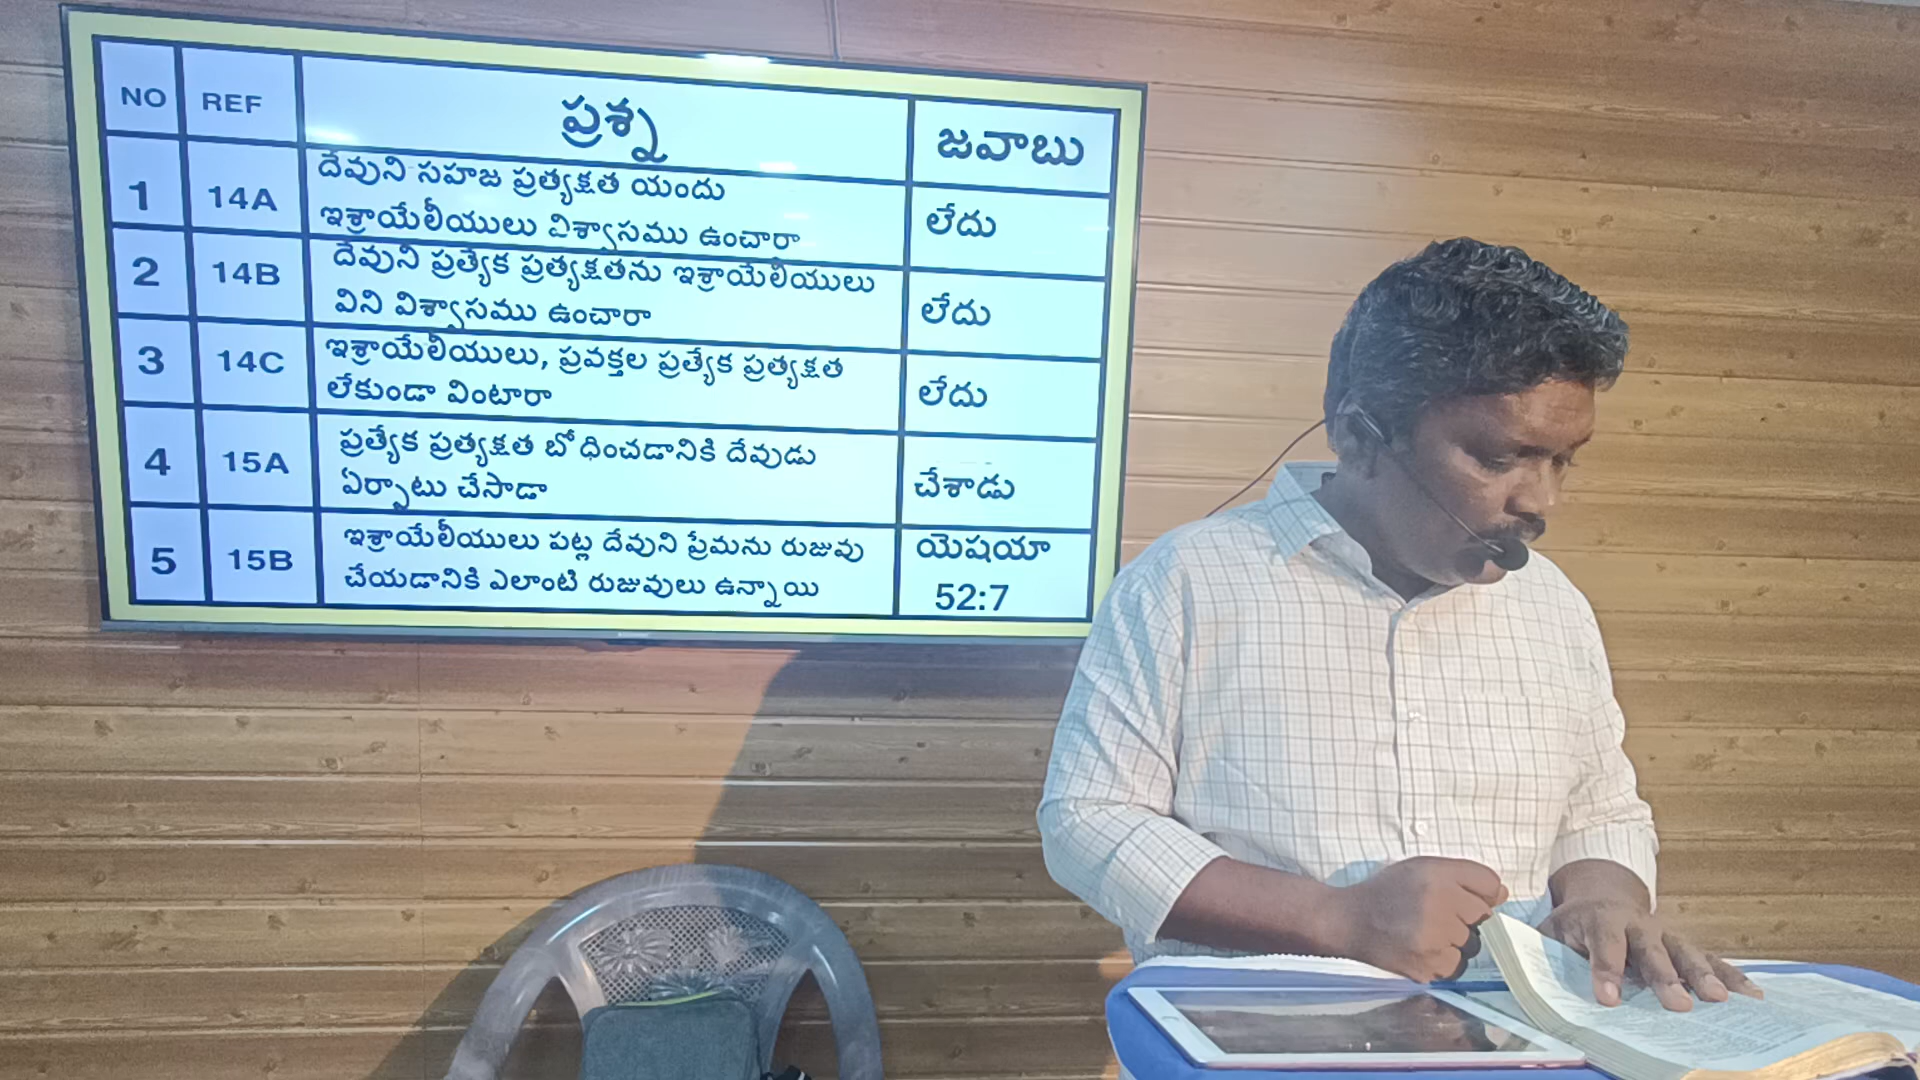 NO REF ప్రశ్న జవాబు
1 14A దేవుని సహజ ప్రత్యక్షత యందు
ఇశ్రాయేలీయులు విశ్వాసము ఉంచారా లేదు
2 14B దేవుని ప్రత్యేక ప్రత్యక్షతను ఇశ్రాయేలీయులు
విని విశ్వాసము ఉంచారా లేదు
3 14C ఇశ్రాయేలీయులు, ప్రవక్తల ప్రత్యేక ప్రత్యక్షత
లేకుండా వింటారా లేదు
4 15A ప్రత్యేక ప్రత్యక్షత బోధించడానికి దేవుడు
ఏర్పాటు చేసాడా చేశాడు
5 15B ఇశ్రాయేలీయులు పట్ల దేవుని ప్రేమను రుజువు
చేయడానికి ఎలాంటి రుజువులు ఉన్నాయి
యెషయా
52:7